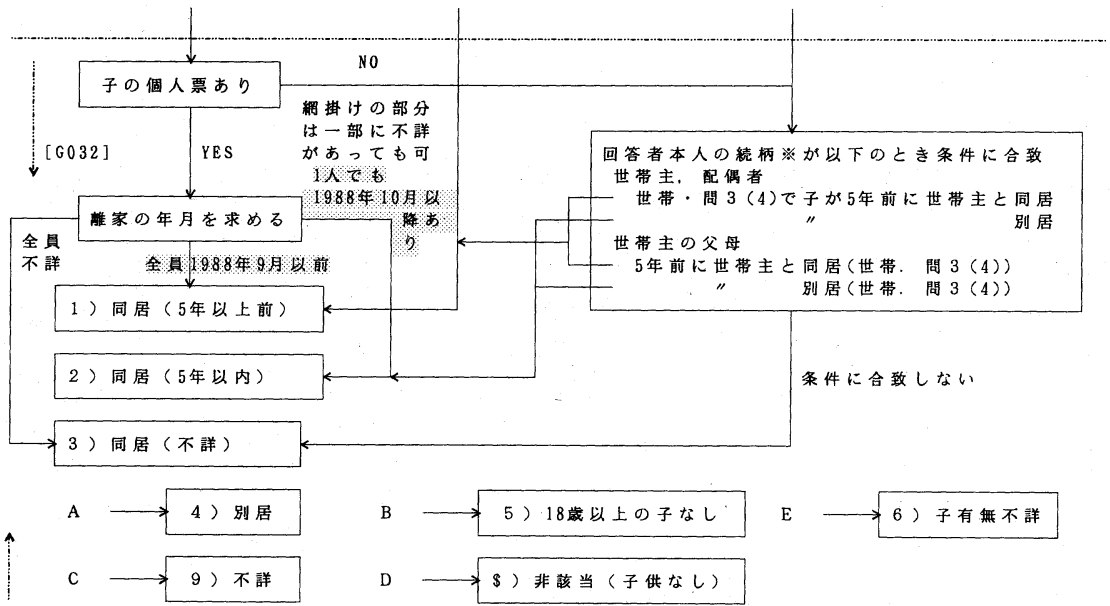 NO
子の個人票あり
網掛けの部分
は一部に不詳
があっても可
[G032]
YES
1人でも
1988年10月以
降あ
り
離家の年月を求める
全員
不詳
全員1988年9月以前
回答者本人の続柄※が以下のとき条件に合致
世帯主，配偶者
世帯・問3(4)で子が5年前に世帯主と同居
〃 別居
世帯主の父母
5年前に世帯主と同居(世帯．問3(4))
〃 別居(世帯．問3(4))
1)同居(5年以上前)
2)同居(5年以内)
条件に合致しない
3)同居(不詳)
A
4)別居
B
5)18歳以上の子なし
E
6)子有無不詳
C
9)不詳
D
$)非該当(子供なし)